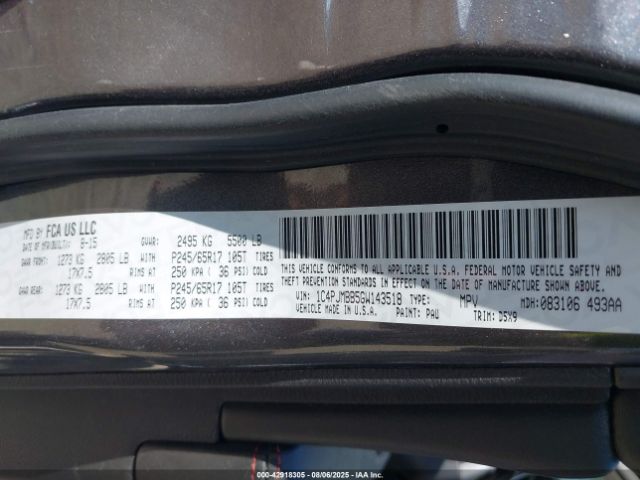 MFD BY FCA US LLC
DATE OF MFR/BUILT: 8-15 GVWR: 2495 KG 5500 LB
GAWR FRONT: 1273 KG 2805 LB P245/65R17 105T TIRES
17X7.5 RIMS AT 250 KPA ( 36 PSI) COLD
GAWR REAR: 1273 KG 2805 LB P245/65R17 105T TIRES
17X7.5 RIMS AT 250 KPA ( 36 PSI) COLD
THIS VEHICLE CONFORMS TO ALL APPLICABLE U.S.A. FEDERAL MOTOR VEHICLE SAFETY AND
THEFT PREVENTION STANDARDS IN EFFECT ON THE DATE OF MANUFACTURE SHOWN ABOVE.
VIN: 1C4PJMBB5GW143518 TYPE: MPV MDH: 083106 493AA
VEHICLE MADE IN U.S.A. PAINT: PAU TRIM: D5X9
(C) COPYRIGHT - 42918305 - 08/06/2025 - IAA INC.